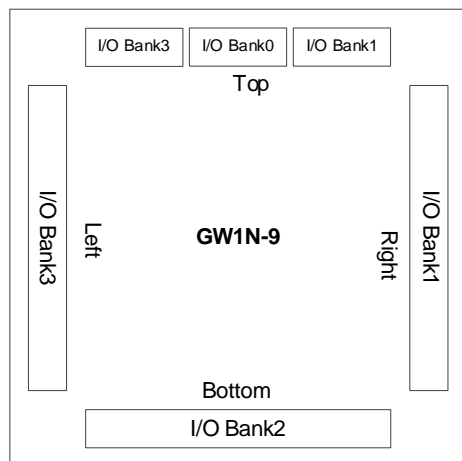 I/O Bank3 I/O Bank0 I/O Bank1
Top
I/O Bank3
Left
GW1N-9
Right
I/O Bank1
Bottom
I/O Bank2